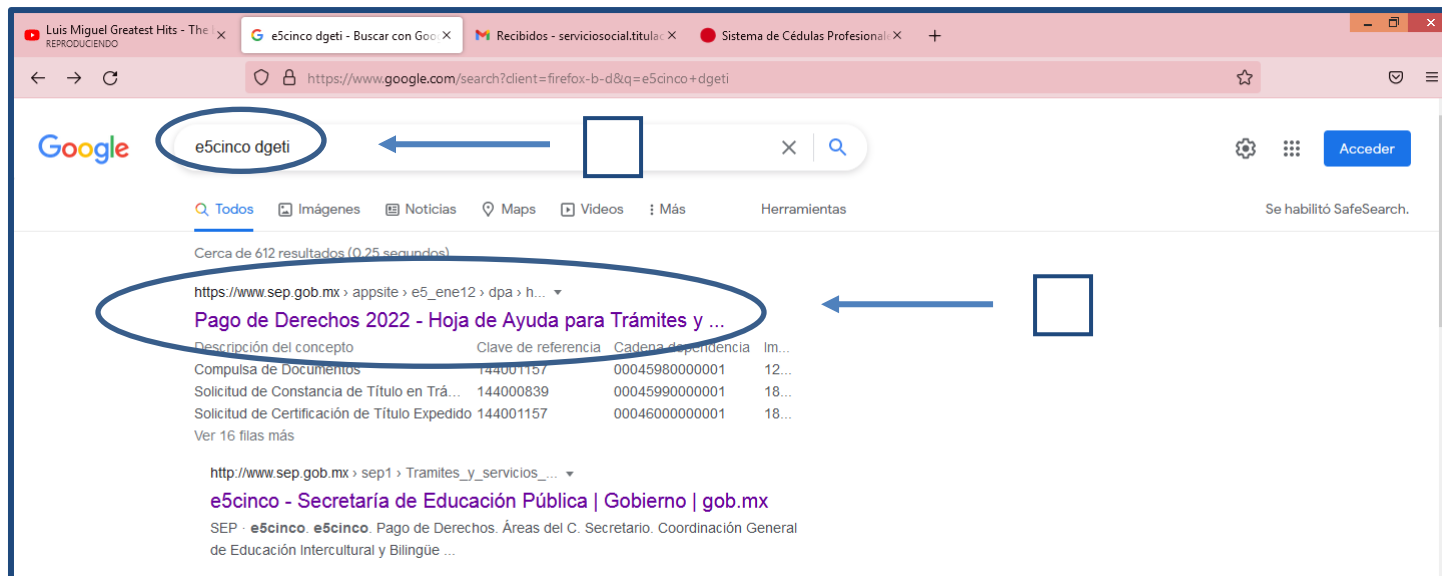 Luis Miguel Greatest Hits - The
REPRODUCIENDO
e5cinco dgeti - Buscar con Goo
Recibidos - serviciosocial.titulac
Sistema de Cédulas Profesionale
https://www.google.com/search?client=firefox-b-d&q=e5cinco+dgeti
Google
e5cinco dgeti
Acceder
Todos Imágenes Noticias Maps Videos Más Herramientas Se habilitó SafeSearch.
Cerca de 612 resultados (0.25 segundos)
https://www.sep.gob.mx › appsite › e5_ene12 › dpa › h...
Pago de Derechos 2022 - Hoja de Ayuda para Trámites y ...
Descripción del concepto Clave de referencia Cadena dependencia Im...
Compulsa de Documentos 144001157 00045980000001 12...
Solicitud de Constancia de Título en Trá... 144000839 00045990000001 18...
Solicitud de Certificación de Título Expedido 144001157 00046000000001 18...
Ver 16 filas más
http://www.sep.gob.mx › sep1 › Tramites_y_servicios_...
e5cinco - Secretaría de Educación Pública | Gobierno | gob.mx
SEP · e5cinco. e5cinco. Pago de Derechos. Áreas del C. Secretario. Coordinación General
de Educación Intercultural y Bilingüe ...